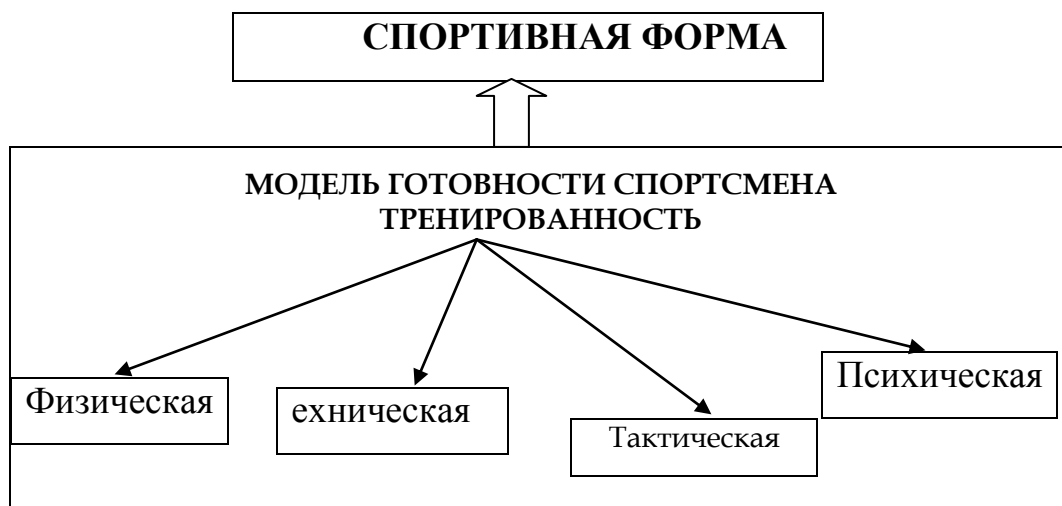 СПОРТИВНАЯ ФОРМА
МОДЕЛЬ ГОТОВНОСТИ СПОРТСМЕНА
ТРЕНИРОВАННОСТЬ
Физическая
ехническая
Тактическая
Психическая